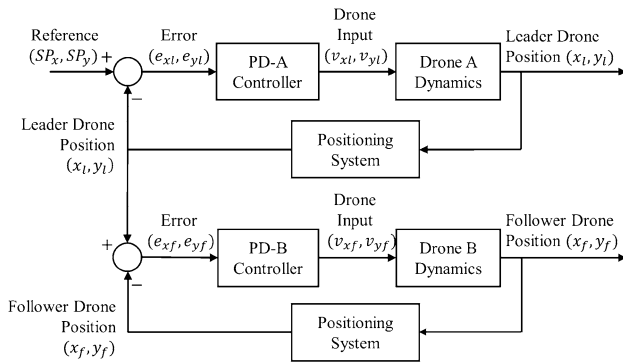 Reference
(SPx, SPy) +
Error
(exl, eyl)
PD-A
Controller
Drone
Input
(vxl, vyl)
Drone A
Dynamics
Leader Drone
Position (xl, yl)
−
Leader Drone
Position
(xl, yl)
Positioning
System
+
Error
(exf, eyf)
PD-B
Controller
Drone
Input
(vxf, vyf)
Drone B
Dynamics
Follower Drone
Position (xf, yf)
−
Follower Drone
Position
(xf, yf)
Positioning
System